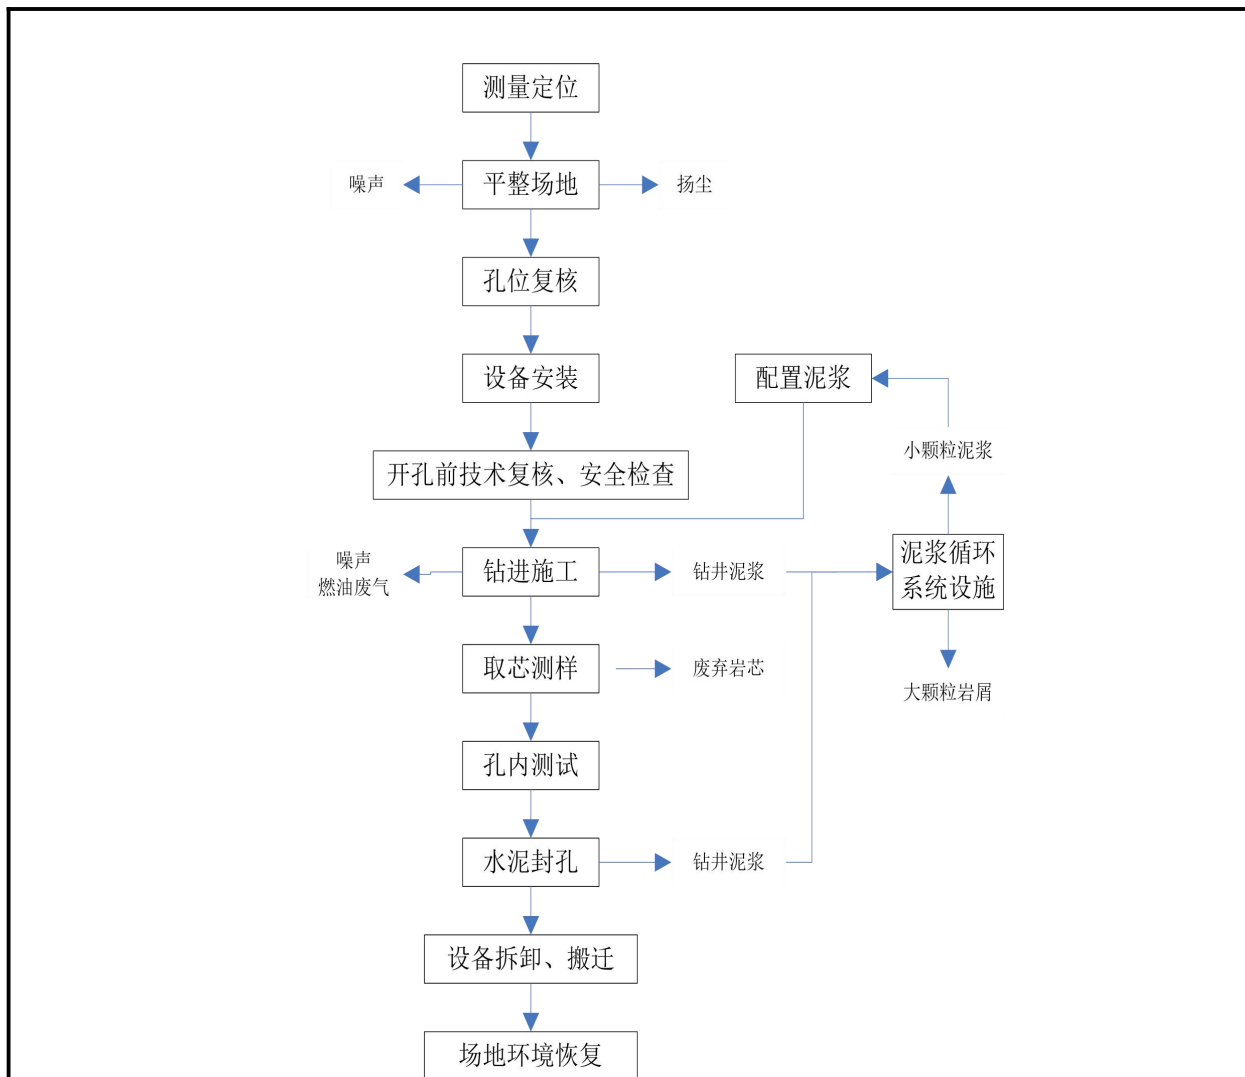 测量定位
噪声
平整场地
扬尘
孔位复核
设备安装
配置泥浆
小颗粒泥浆
开孔前技术复核、安全检查
噪声
燃油废气
钻进施工
钻井泥浆
泥浆循环
系统设施
取芯测样
废弃岩芯
大颗粒岩屑
孔内测试
水泥封孔
钻井泥浆
设备拆卸、搬迁
场地环境恢复